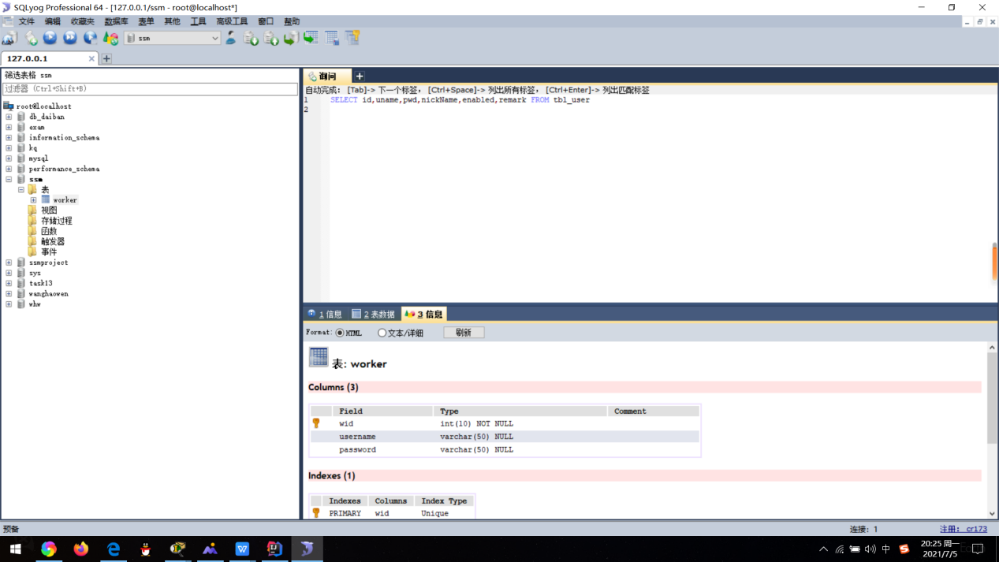 SQLyog Professional 64 - [127.0.0.1/ssm - root@localhost*]
文件 编辑 收藏夹 数据库 表单 其他 工具 高级工具 窗口 帮助
ssm
127.0.0.1
筛选表格 ssm
过滤器 (Ctrl+Shift+B)
root@localhost
db_daiban
exam
information_schema
kq
mysql
performance_schema
ssm
表
worker
视图
存储过程
函数
触发器
事件
ssmproject
sys
task13
wanghaowen
whw
询问
自动完成: [Tab]-> 下一个标签, [Ctrl+Space]-> 列出所有标签, [Ctrl+Enter]-> 列出匹配标签
1 SELECT id,uname,pwd,nickName,enabled,remark FROM tbl_user
2
1 信息 2 表数据 3 信息
Format: HTML 文本/详细 刷新
表: worker
Columns (3)
Field Type Comment
wid int(10) NOT NULL
username varchar(50) NULL
password varchar(50) NULL
Indexes (1)
Indexes Columns Index Type
PRIMARY wid Unique
预备 连接: 1 注册: cr173
中 20:25 周一
2021/7/5